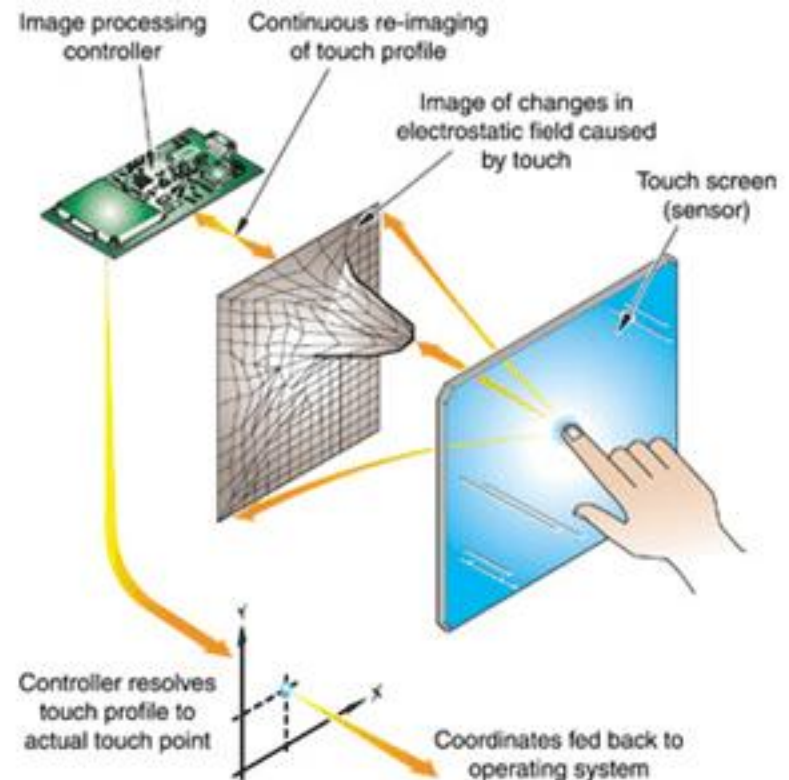 Image processing
controller
Continuous re-imaging
of touch profile
Image of changes in
electrostatic field caused
by touch
Touch screen
(sensor)
Y
X
Controller resolves
touch profile to
actual touch point
Coordinates fed back to
operating system